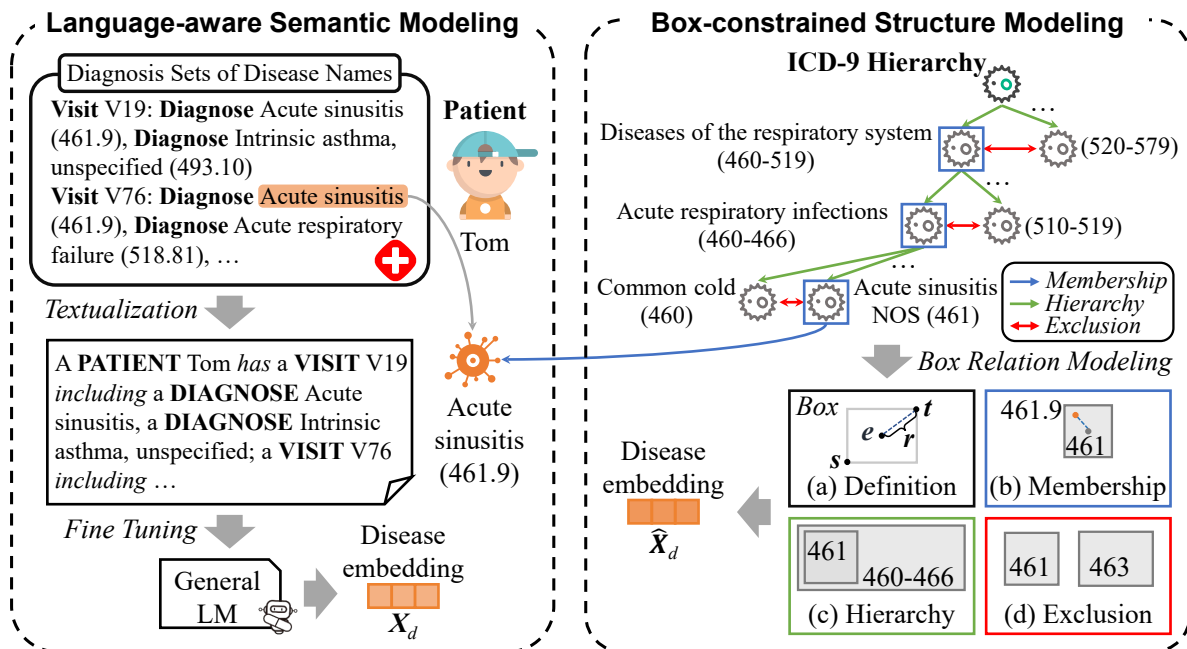 Language-aware Semantic Modeling
Diagnosis Sets of Disease Names
Visit V19: Diagnose Acute sinusitis
(461.9), Diagnose Intrinsic asthma,
unspecified (493.10)
Visit V76: Diagnose Acute sinusitis
(461.9), Diagnose Acute respiratory
failure (518.81), …
Patient
Tom
Textualization
A PATIENT Tom has a VISIT V19
including a DIAGNOSE Acute
sinusitis, a DIAGNOSE Intrinsic
asthma, unspecified; a VISIT V76
including …
Acute
sinusitis
(461.9)
Fine Tuning
General
LM
Disease
embedding
X_d
Box-constrained Structure Modeling
ICD-9 Hierarchy
…
Diseases of the respiratory system
(460-519)
(520-579)
…
Acute respiratory infections
(460-466)
(510-519)
…
Common cold
(460)
Acute sinusitis
NOS (461)
Membership
Hierarchy
Exclusion
Box Relation Modeling
Box
t
e
r
s
(a) Definition
461.9
461
(b) Membership
461
460-466
(c) Hierarchy
461
463
(d) Exclusion
Disease
embedding
X̂_d